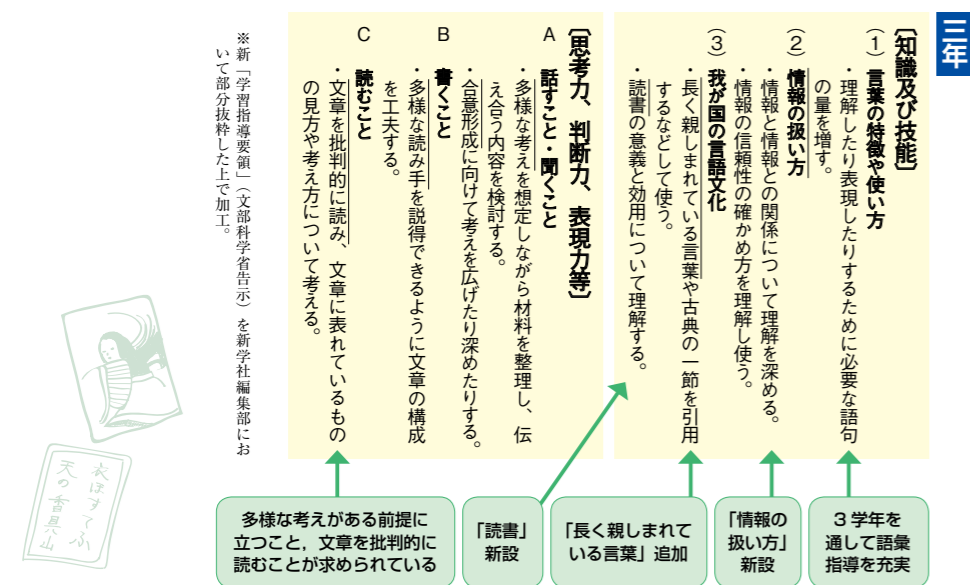 三年
〔知識及び技能〕
(1) 言葉の特徴や使い方
・理解したり表現したりするために必要な語句
の量を増す。
(2) 情報の扱い方
・情報と情報との関係について理解を深める。
・情報の信頼性の確かめ方を理解し使う。
(3) 我が国の言語文化
・長く親しまれている言葉や古典の一節を引用
するなどして使う。
・読書の意義と効用について理解する。
〔思考力、判断力、表現力等〕
A 話すこと・聞くこと
・多様な考えを想定しながら材料を整理し、伝
え合う内容を検討する。
・合意形成に向けて考えを広げたり深めたりする。
B 書くこと
・多様な読み手を説得できるように文章の構成
を工夫する。
C 読むこと
・文章を批判的に読み、文章に表れているもの
の見方や考え方について考える。
※新「学習指導要領」(文部科学省告示)を新学社編集部にお
いて部分抜粋した上で加工。
3学年を
通して語彙
指導を充実
「情報の
扱い方」
新設
「長く親しまれて
いる言葉」追加
「読書」
新設
多様な考えがある前提に
立つこと，文章を批判的に
読むことが求められている
衣ほすてふ
天の香具山